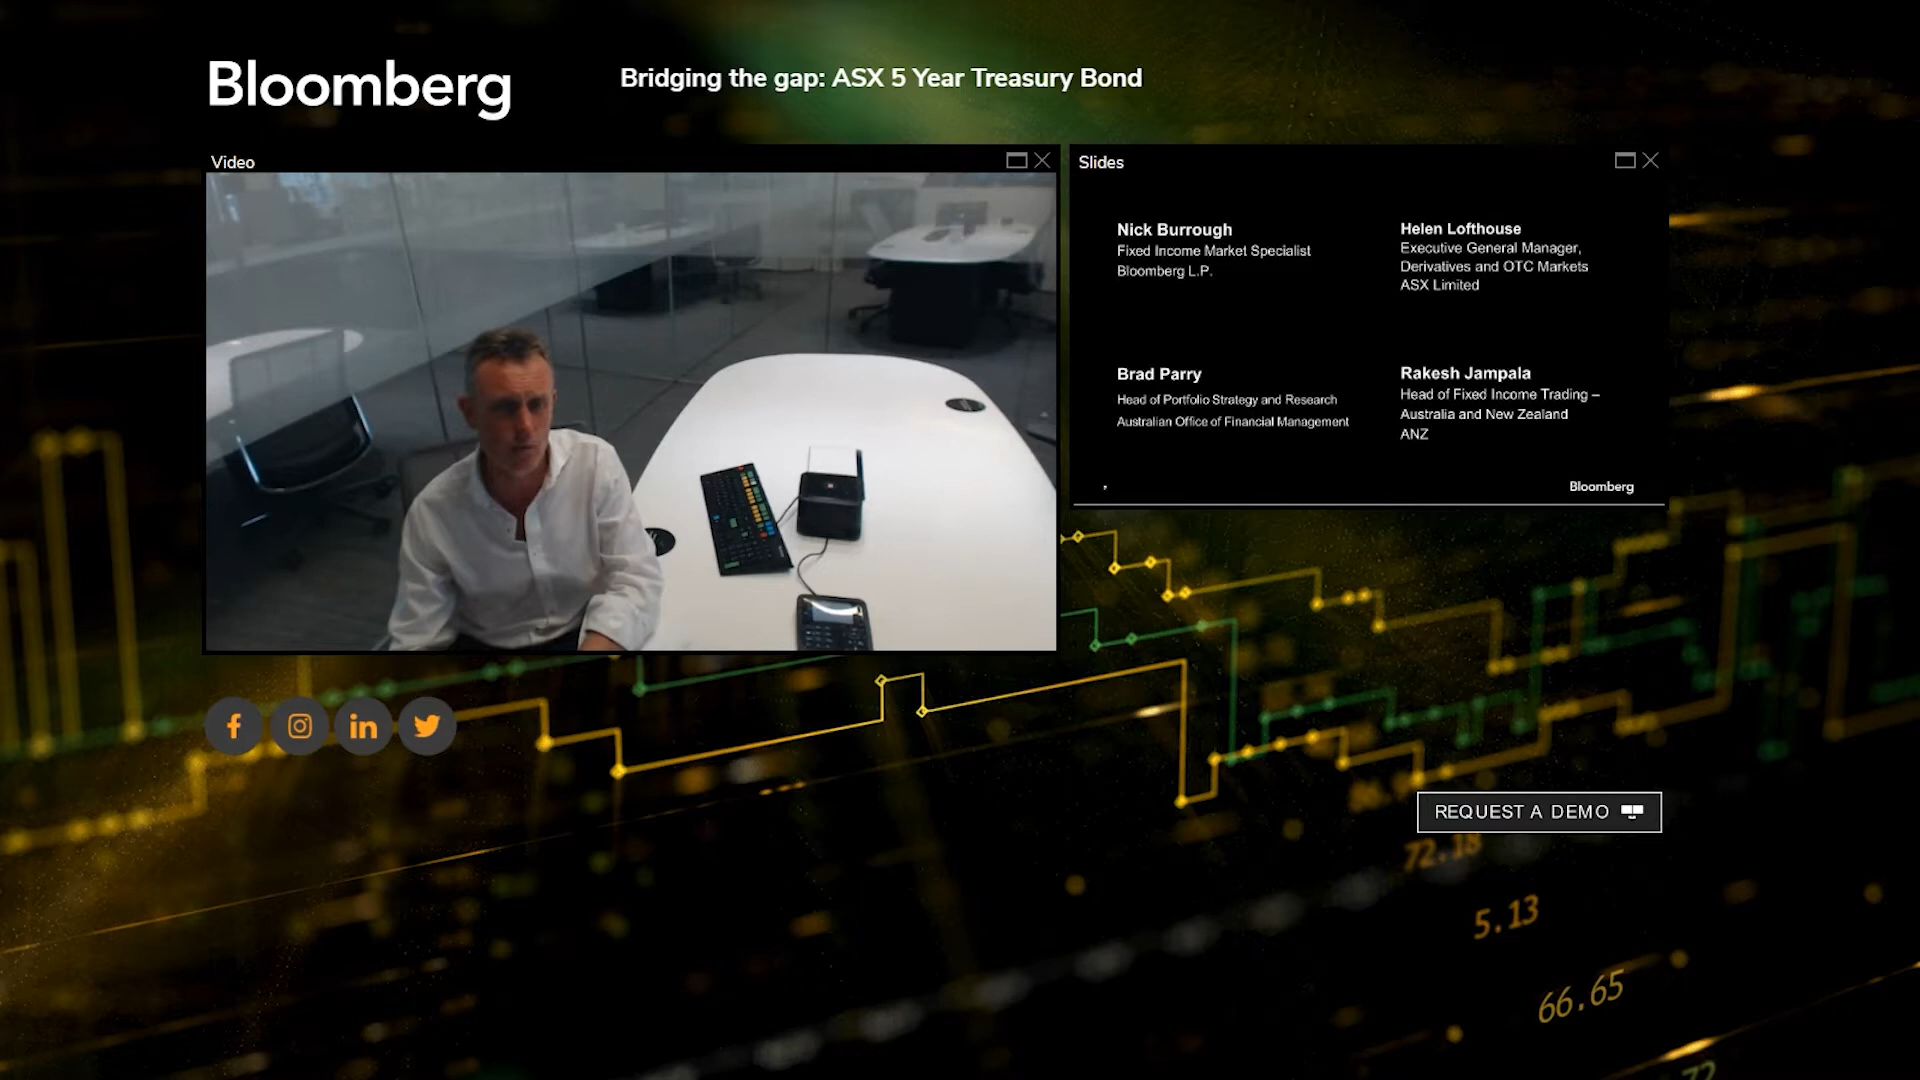 Bloomberg
Bridging the gap: ASX 5 Year Treasury Bond
Video
Slides
Nick Burrough
Fixed Income Market Specialist
Bloomberg L.P.
Helen Lofthouse
Executive General Manager,
Derivatives and OTC Markets
ASX Limited
Brad Parry
Head of Portfolio Strategy and Research
Australian Office of Financial Management
Rakesh Jampala
Head of Fixed Income Trading –
Australia and New Zealand
ANZ
Bloomberg
REQUEST A DEMO
72.18
5.13
66.65
72